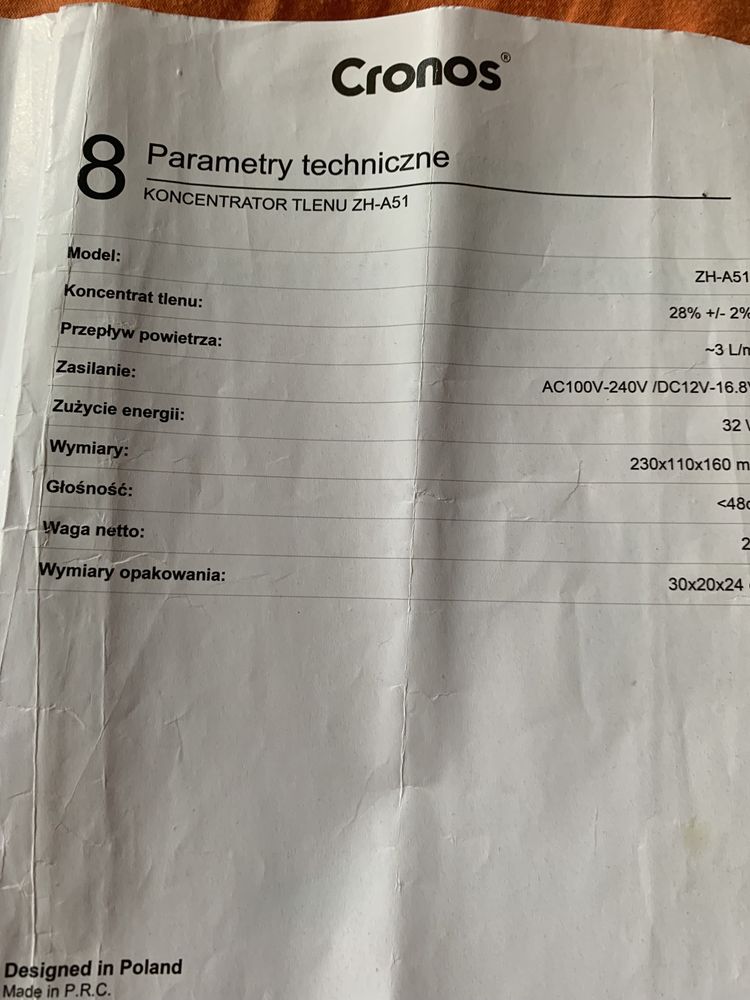 Cronos®
8 Parametry techniczne
KONCENTRATOR TLENU ZH-A51
Model: ZH-A51
Koncentrat tlenu: 28% +/- 2%
Przepływ powietrza: ~3 L/
Zasilanie: AC100V-240V /DC12V-16.8
Zużycie energii: 32
Wymiary: 230x110x160 m
Głośność: <48
Waga netto: 2
Wymiary opakowania: 30x20x24
Designed in Poland
Made in P.R.C.